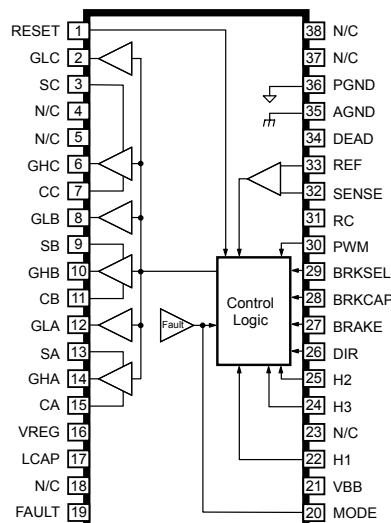 RESET 1
GLC 2
SC 3
N/C 4
N/C 5
GHC 6
CC 7
GLB 8
SB 9
GHB 10
CB 11
GLA 12
SA 13
GHA 14
CA 15
VREG 16
LCAP 17
N/C 18
FAULT 19
Fault
Control
Logic
38 N/C
37 N/C
36 PGND
35 AGND
34 DEAD
33 REF
32 SENSE
31 RC
30 PWM
29 BRKSEL
28 BRKCAP
27 BRAKE
26 DIR
25 H2
24 H3
23 N/C
22 H1
21 VBB
20 MODE